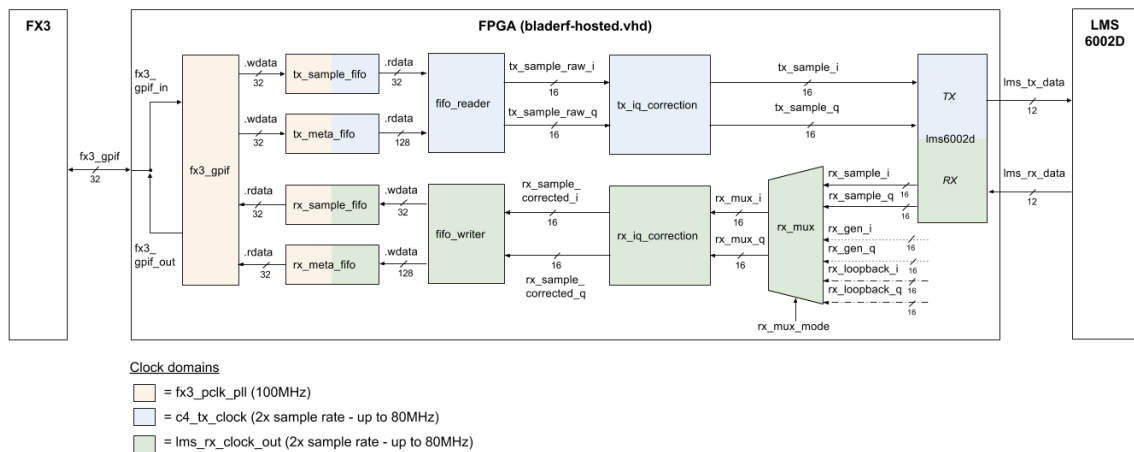 FX3
FPGA (bladerf-hosted.vhd)
LMS
6002D
fx3_
gpif_in
fx3_gpif
32
fx3_
gpif_out
fx3_gpif
.wdata
32
tx_sample_fifo
.rdata
32
.wdata
32
tx_meta_fifo
.rdata
128
fifo_reader
tx_sample_raw_i
16
tx_sample_raw_q
16
tx_iq_correction
tx_sample_i
16
tx_sample_q
16
TX
lms6002d
RX
lms_tx_data
12
lms_rx_data
12
.rdata
32
rx_sample_fifo
.wdata
32
.rdata
32
rx_meta_fifo
.wdata
128
fifo_writer
rx_sample_
corrected_i
16
16
rx_sample_
corrected_q
rx_iq_correction
rx_mux_i
16
rx_mux_q
16
rx_mux
rx_sample_i
16
rx_sample_q
16
rx_gen_i
16
rx_gen_q
16
rx_loopback_i
16
rx_loopback_q
16
rx_mux_mode
Clock domains
= fx3_pclk_pll (100MHz)
= c4_tx_clock (2x sample rate - up to 80MHz)
= lms_rx_clock_out (2x sample rate - up to 80MHz)